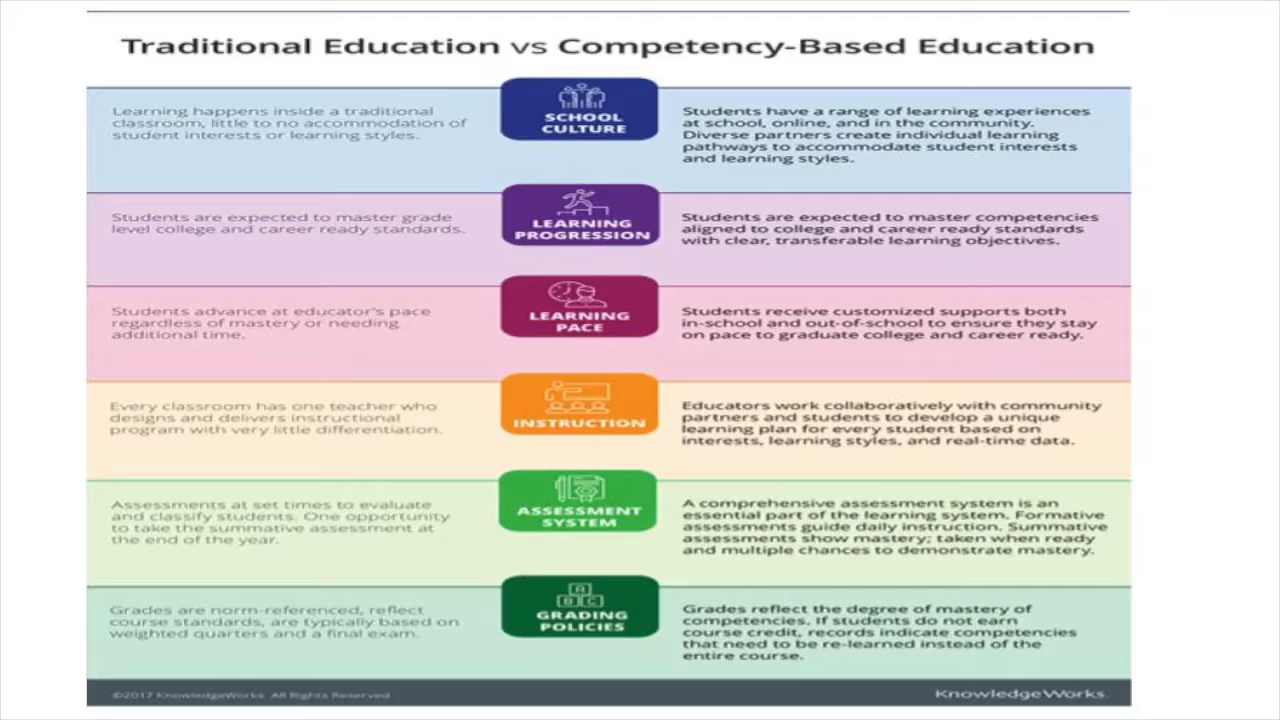 Traditional Education vs Competency-Based Education
Learning happens inside a traditional
classroom, little to no accommodation of
student interests or learning styles.
SCHOOL
CULTURE
Students have a range of learning experiences
at school, online, and in the community.
Diverse partners create individual learning
pathways to accommodate student interests
and learning styles.
Students are expected to master grade
level college and career ready standards.
LEARNING
PROGRESSION
Students are expected to master competencies
aligned to college and career ready standards
with clear, transferable learning objectives.
Students advance at educator's pace
regardless of mastery or needing
additional time.
LEARNING
PACE
Students receive customized supports both
in-school and out-of-school to ensure they stay
on pace to graduate college and career ready.
Every classroom has one teacher who
designs and delivers instructional
program with very little differentiation.
INSTRUCTION
Educators work collaboratively with community
partners and students to develop a unique
learning plan for every student based on
interests, learning styles, and real-time data.
Assessments at set times to evaluate
and classify students. One opportunity
to take the summative assessment at
the end of the year.
ASSESSMENT
SYSTEM
A comprehensive assessment system is an
essential part of the learning system. Formative
assessments guide daily instruction. Summative
assessments show mastery; taken when ready
and multiple chances to demonstrate mastery.
Grades are norm-referenced, reflect
course standards, are typically based on
weighted quarters and a final exam.
A
B C
GRADING
POLICIES
Grades reflect the degree of mastery of
competencies. If students do not earn
course credit, records indicate competencies
that need to be re-learned instead of the
entire course.
©2017 KnowledgeWorks All Rights Reserved
KnowledgeWorks.